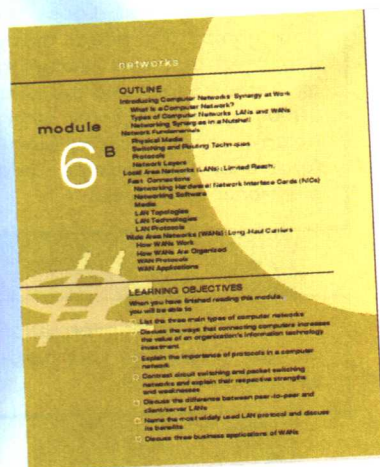 networks
OUTLINE
Introducing Computer Networks: Synergy at Work
What Is a Computer Network?
Types of Computer Networks: LANs and WANs
Networking Synergies in a Nutshell
Network Fundamentals
Physical Media
Switching and Routing Techniques
Protocols
Network Layers
Local Area Networks (LANs): Limited Reach,
Fast Connections
Networking Hardware: Network Interface Cards (NICs)
Networking Software
Media
LAN Topologies
LAN Technologies
LAN Protocols
Wide Area Networks (WANs): Long-Haul Carriers
How WANs Work
How WANs Are Organized
WAN Protocols
WAN Applications
module
6B
LEARNING OBJECTIVES
When you have finished reading this module,
you will be able to
List the three main types of computer networks
Discuss the ways that connecting computers increases
the value of an organization's information technology
investment
Explain the importance of protocols in a computer
network
Contrast circuit switching and packet switching
networks and explain their respective strengths
and weaknesses
Discuss the difference between peer-to-peer and
client/server LANs
Name the most widely used LAN protocol and discuss
its benefits
Discuss three business applications of WANs